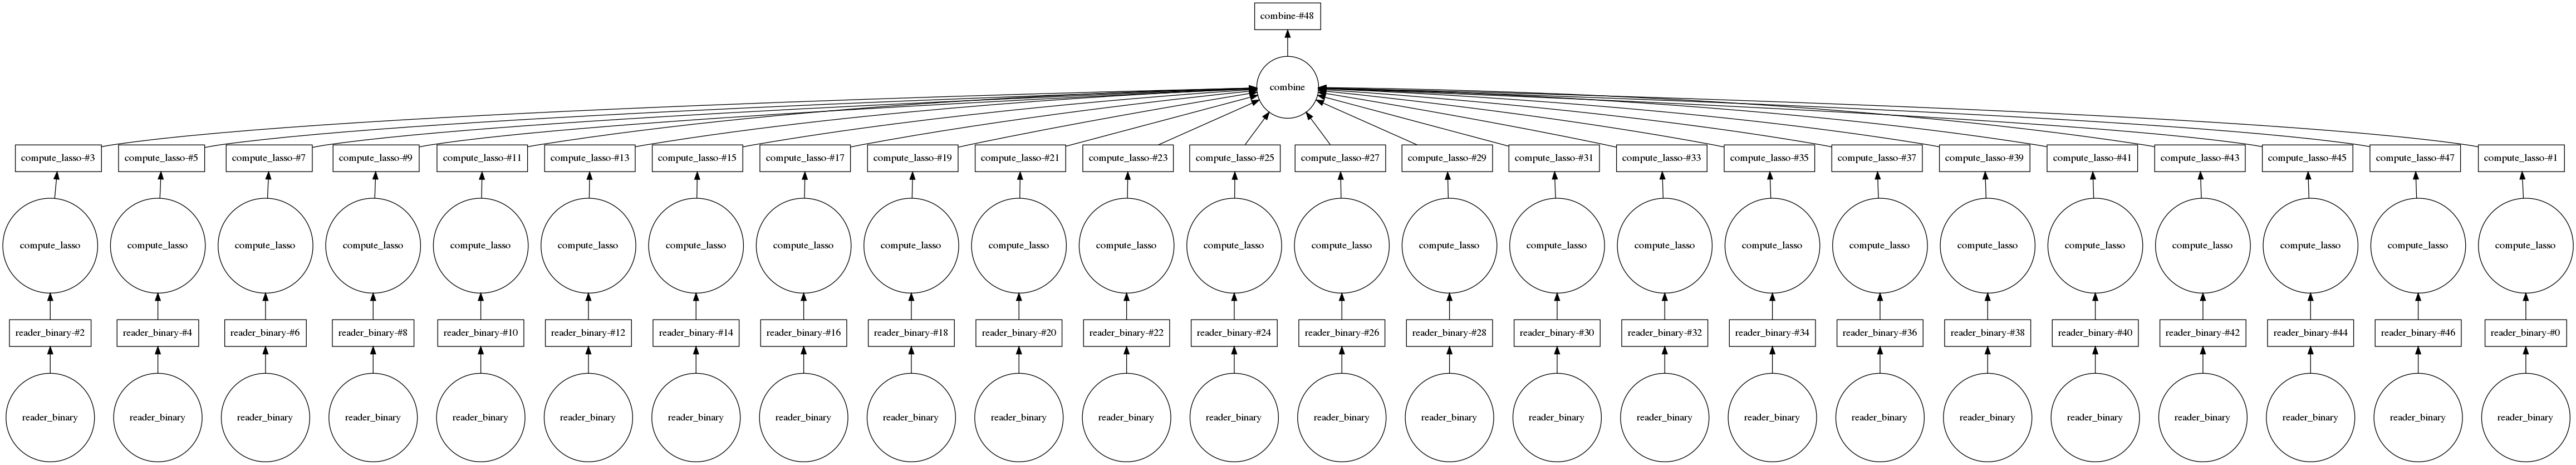 combine-#48
combine
compute_lasso-#3 compute_lasso-#5 compute_lasso-#7 compute_lasso-#9 compute_lasso-#11 compute_lasso-#13 compute_lasso-#15 compute_lasso-#17 compute_lasso-#19 compute_lasso-#21 compute_lasso-#23 compute_lasso-#25 compute_lasso-#27 compute_lasso-#29 compute_lasso-#31 compute_lasso-#33 compute_lasso-#35 compute_lasso-#37 compute_lasso-#39 compute_lasso-#41 compute_lasso-#43 compute_lasso-#45 compute_lasso-#47 compute_lasso-#1
compute_lasso compute_lasso compute_lasso compute_lasso compute_lasso compute_lasso compute_lasso compute_lasso compute_lasso compute_lasso compute_lasso compute_lasso compute_lasso compute_lasso compute_lasso compute_lasso compute_lasso compute_lasso compute_lasso compute_lasso compute_lasso compute_lasso compute_lasso compute_lasso
reader_binary-#2 reader_binary-#4 reader_binary-#6 reader_binary-#8 reader_binary-#10 reader_binary-#12 reader_binary-#14 reader_binary-#16 reader_binary-#18 reader_binary-#20 reader_binary-#22 reader_binary-#24 reader_binary-#26 reader_binary-#28 reader_binary-#30 reader_binary-#32 reader_binary-#34 reader_binary-#36 reader_binary-#38 reader_binary-#40 reader_binary-#42 reader_binary-#44 reader_binary-#46 reader_binary-#0
reader_binary reader_binary reader_binary reader_binary reader_binary reader_binary reader_binary reader_binary reader_binary reader_binary reader_binary reader_binary reader_binary reader_binary reader_binary reader_binary reader_binary reader_binary reader_binary reader_binary reader_binary reader_binary reader_binary reader_binary